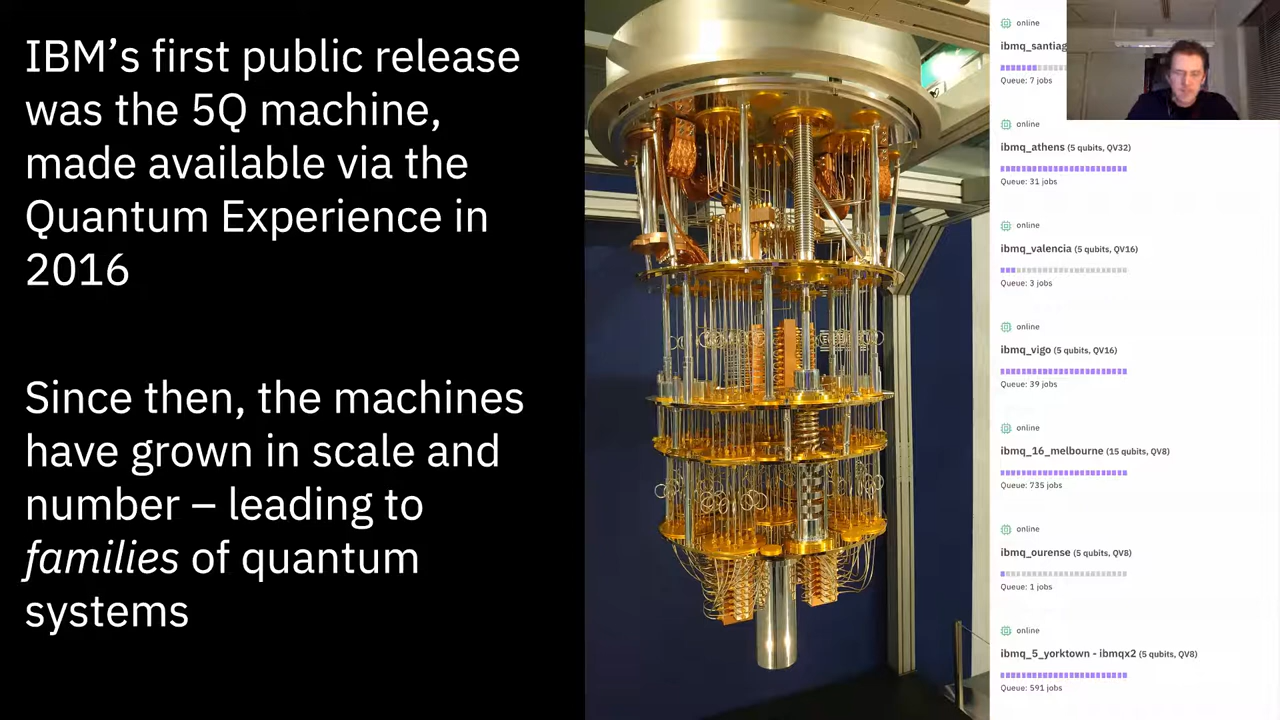 IBM’s first public release
was the 5Q machine,
made available via the
Quantum Experience in
2016
Since then, the machines
have grown in scale and
number – leading to
families of quantum
systems
online
ibmq_santiag
Queue: 7 jobs
online
ibmq_athens (5 qubits, QV32)
Queue: 31 jobs
online
ibmq_valencia (5 qubits, QV16)
Queue: 3 jobs
online
ibmq_vigo (5 qubits, QV16)
Queue: 39 jobs
online
ibmq_16_melbourne (15 qubits, QV8)
Queue: 735 jobs
online
ibmq_ourense (5 qubits, QV8)
Queue: 1 jobs
online
ibmq_5_yorktown - ibmqx2 (5 qubits, QV8)
Queue: 591 jobs